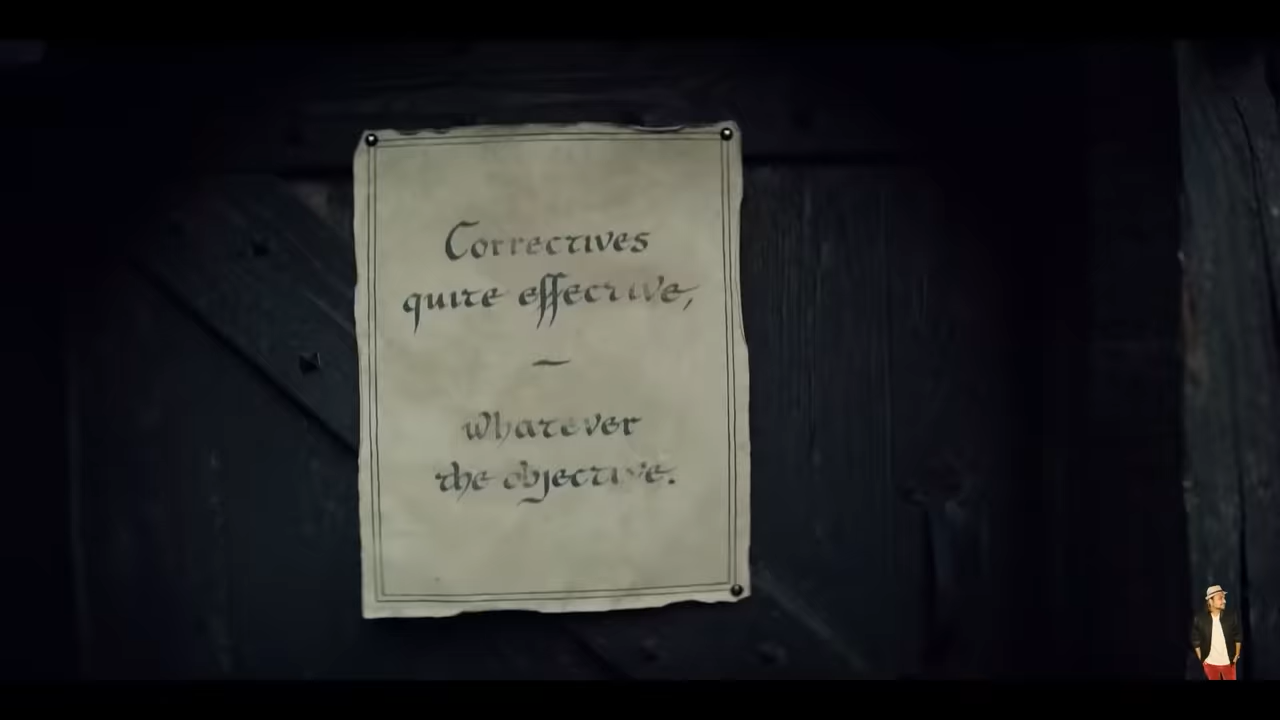 Correctives
quite effective,
–
whatever
the objective.